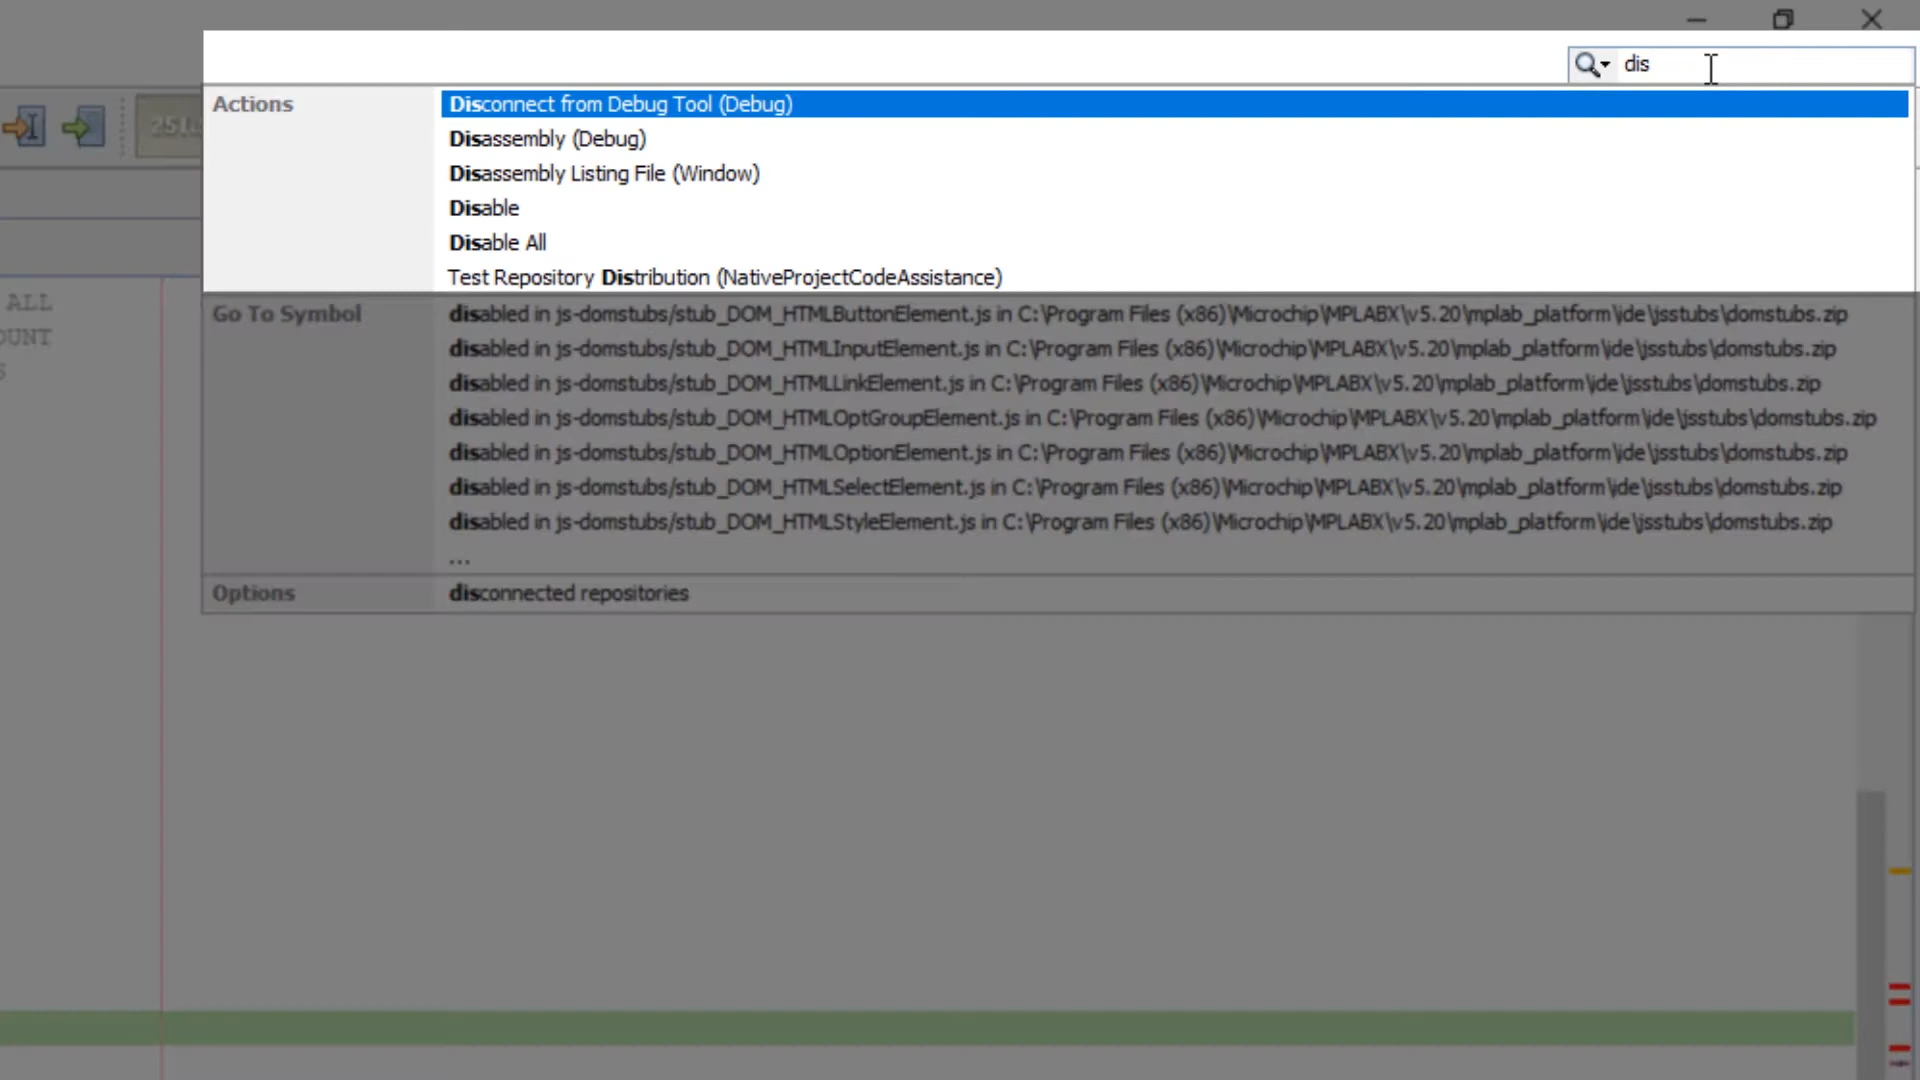 dis
Actions
Disconnect from Debug Tool (Debug)
Disassembly (Debug)
Disassembly Listing File (Window)
Disable
Disable All
Test Repository Distribution (NativeProjectCodeAssistance)
ALL
Go To Symbol
disabled in js-domstubs/stub_DOM_HTMLButtonElement.js in C:\Program Files (x86)\Microchip\MPLABX\v5.20\mplab_platform\ide\jsstubs\domstubs.zip
disabled in js-domstubs/stub_DOM_HTMLInputElement.js in C:\Program Files (x86)\Microchip\MPLABX\v5.20\mplab_platform\ide\jsstubs\domstubs.zip
disabled in js-domstubs/stub_DOM_HTMLLinkElement.js in C:\Program Files (x86)\Microchip\MPLABX\v5.20\mplab_platform\ide\jsstubs\domstubs.zip
disabled in js-domstubs/stub_DOM_HTMLOptGroupElement.js in C:\Program Files (x86)\Microchip\MPLABX\v5.20\mplab_platform\ide\jsstubs\domstubs.zip
disabled in js-domstubs/stub_DOM_HTMLOptionElement.js in C:\Program Files (x86)\Microchip\MPLABX\v5.20\mplab_platform\ide\jsstubs\domstubs.zip
disabled in js-domstubs/stub_DOM_HTMLSelectElement.js in C:\Program Files (x86)\Microchip\MPLABX\v5.20\mplab_platform\ide\jsstubs\domstubs.zip
disabled in js-domstubs/stub_DOM_HTMLStyleElement.js in C:\Program Files (x86)\Microchip\MPLABX\v5.20\mplab_platform\ide\jsstubs\domstubs.zip
...
Options
disconnected repositories